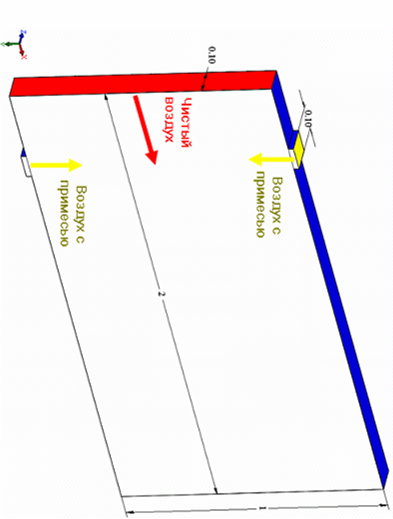 0.10
0.10
Чистый
воздух
Воздух с
примесью
Воздух с
примесью
2
1